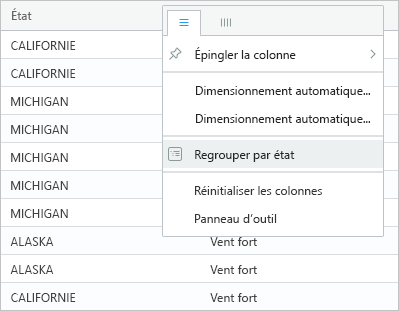 État
CALIFORNIE
Épingler la colonne
CALIFORNIE
Dimensionnement automatique...
MICHIGAN
Dimensionnement automatique...
MICHIGAN
MICHIGAN
Regrouper par état
MICHIGAN
Réinitialiser les colonnes
MICHIGAN
Panneau d'outil
ALASKA Vent fort
ALASKA Vent fort
CALIFORNIE Vent fort